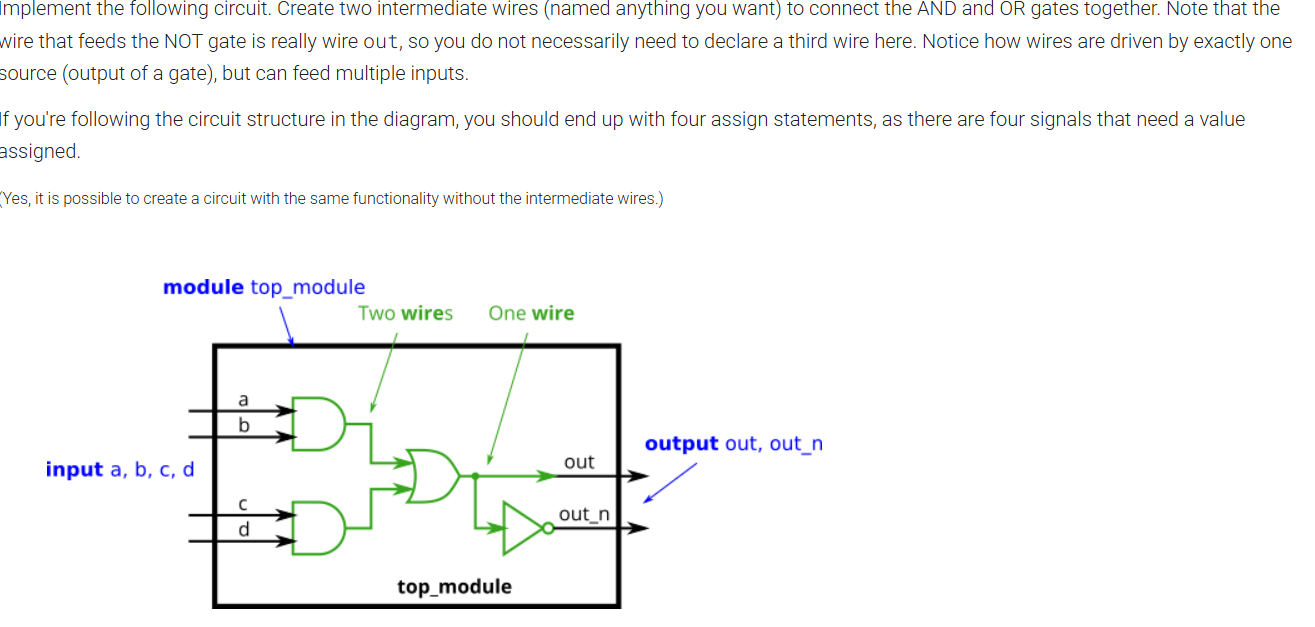 Implement the following circuit. Create two intermediate wires (named anything you want) to connect the AND and OR gates together. Note that the
wire that feeds the NOT gate is really wire out, so you do not necessarily need to declare a third wire here. Notice how wires are driven by exactly one
source (output of a gate), but can feed multiple inputs.
If you're following the circuit structure in the diagram, you should end up with four assign statements, as there are four signals that need a value
assigned.
(Yes, it is possible to create a circuit with the same functionality without the intermediate wires.)
module top_module
Two wires One wire
a
b
output out, out_n
out
input a, b, c, d
c
out_n
d
top_module